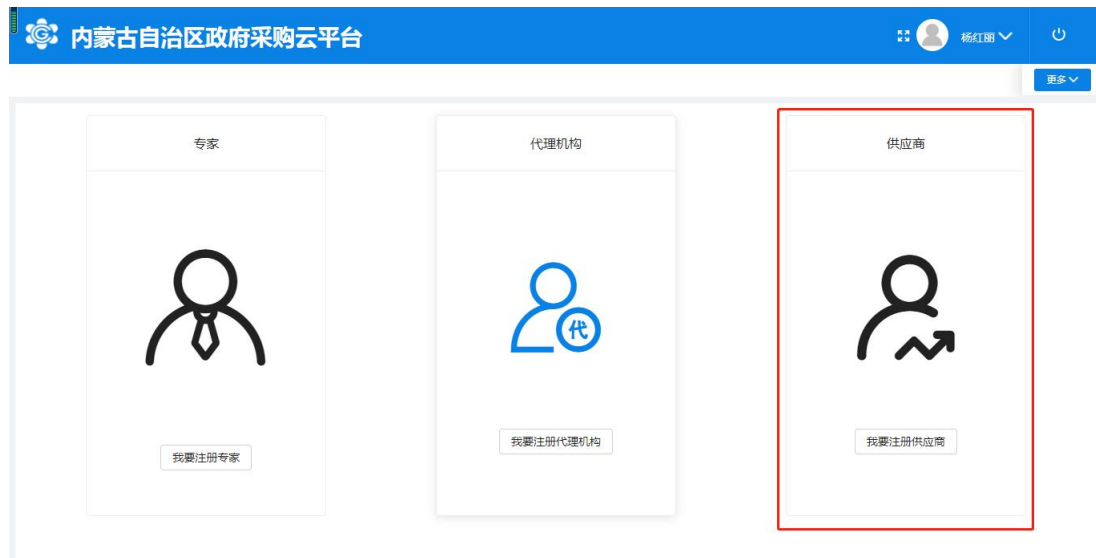 内蒙古自治区政府采购云平台
杨红丽
更多
专家
代理机构
供应商
代
我要注册专家
我要注册代理机构
我要注册供应商